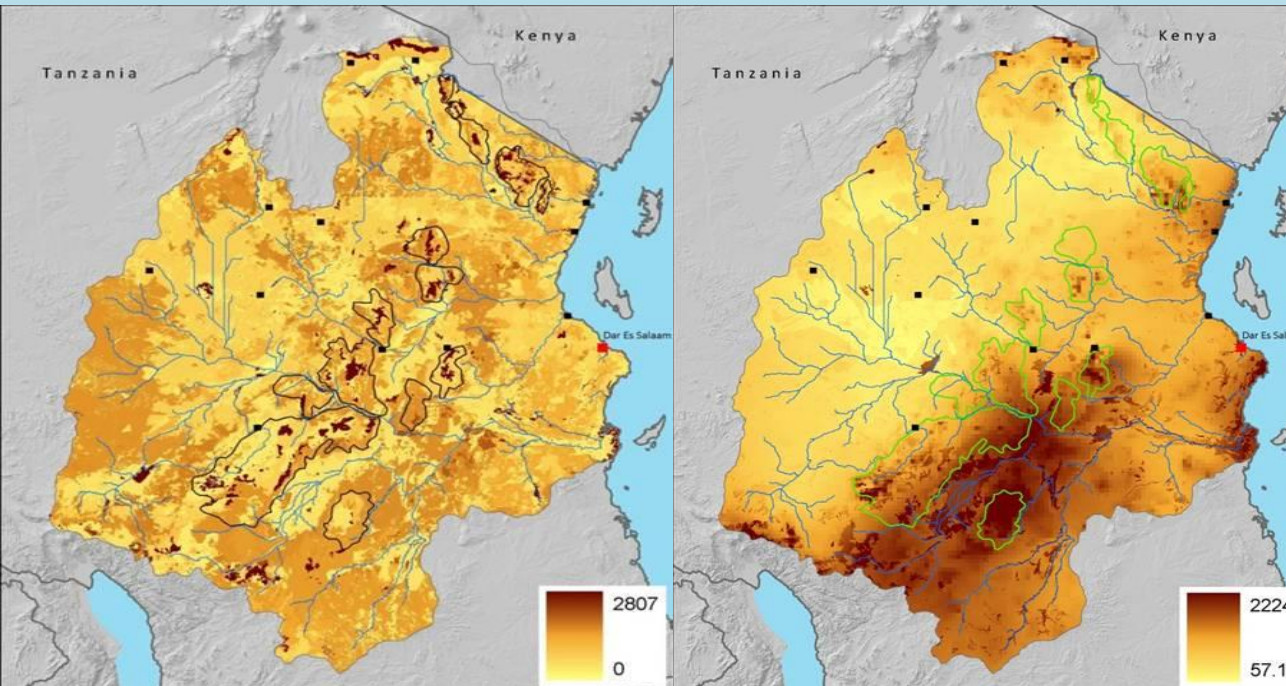 Kenya
Tanzania
Dar Es Salaam
2807
0
Kenya
Tanzania
Dar Es Sal
2224
57.1